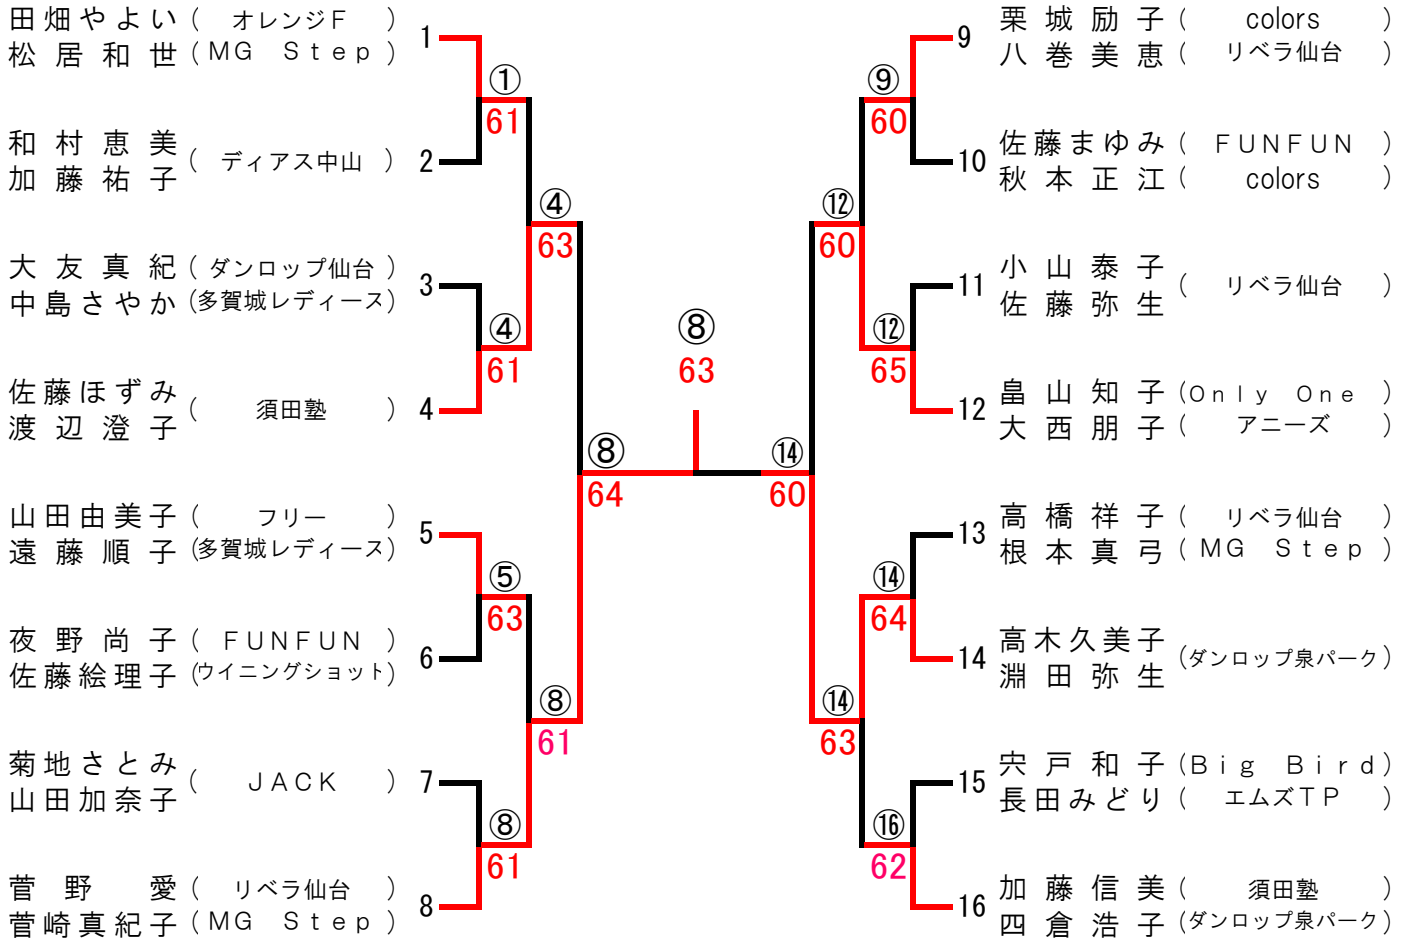 田畑やよい ( オレンジF )
松居和世 (MG Step )
1
①
61
和村恵美
加藤祐子
( ディアス中山 )
2
④
63
大友真紀 ( ダンロップ仙台 )
中島さやか (多賀城レディース)
3
④
61
佐藤ほずみ
渡辺澄子
( 須田塾 )
4
⑧
64
山田由美子 ( フリー )
遠藤順子 (多賀城レディース)
5
⑤
63
夜野尚子 ( FUNFUN )
佐藤絵理子 (ウイニングショット)
6
⑧
61
菊地さとみ
山田加奈子
( JACK )
7
⑧
61
菅野 愛 ( リベラ仙台 )
菅崎真紀子 (MG Step )
8
⑧
63
9
栗城励子 ( colors )
八巻美恵 ( リベラ仙台 )
⑨
60
10
佐藤まゆみ ( FUNFUN )
秋本正江 ( colors )
⑫
60
11
小山泰子
佐藤弥生
( リベラ仙台 )
⑫
65
12
畠山知子 (Only One )
大西朋子 ( アニーズ )
⑭
60
13
高橋祥子 ( リベラ仙台 )
根本真弓 ( MG Step )
⑭
64
14
高木久美子
淵田弥生
(ダンロップ泉パーク)
⑭
63
15
宍戸和子 (Big Bird)
長田みどり ( エムズTP )
⑯
62
16
加藤信美 ( 須田塾 )
四倉浩子 (ダンロップ泉パーク)